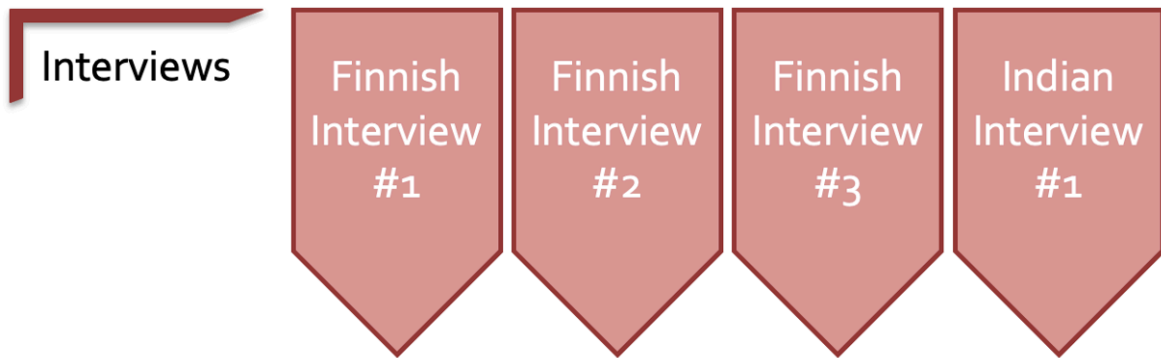 Interviews
Finnish
Interview
#1
Finnish
Interview
#2
Finnish
Interview
#3
Indian
Interview
#1